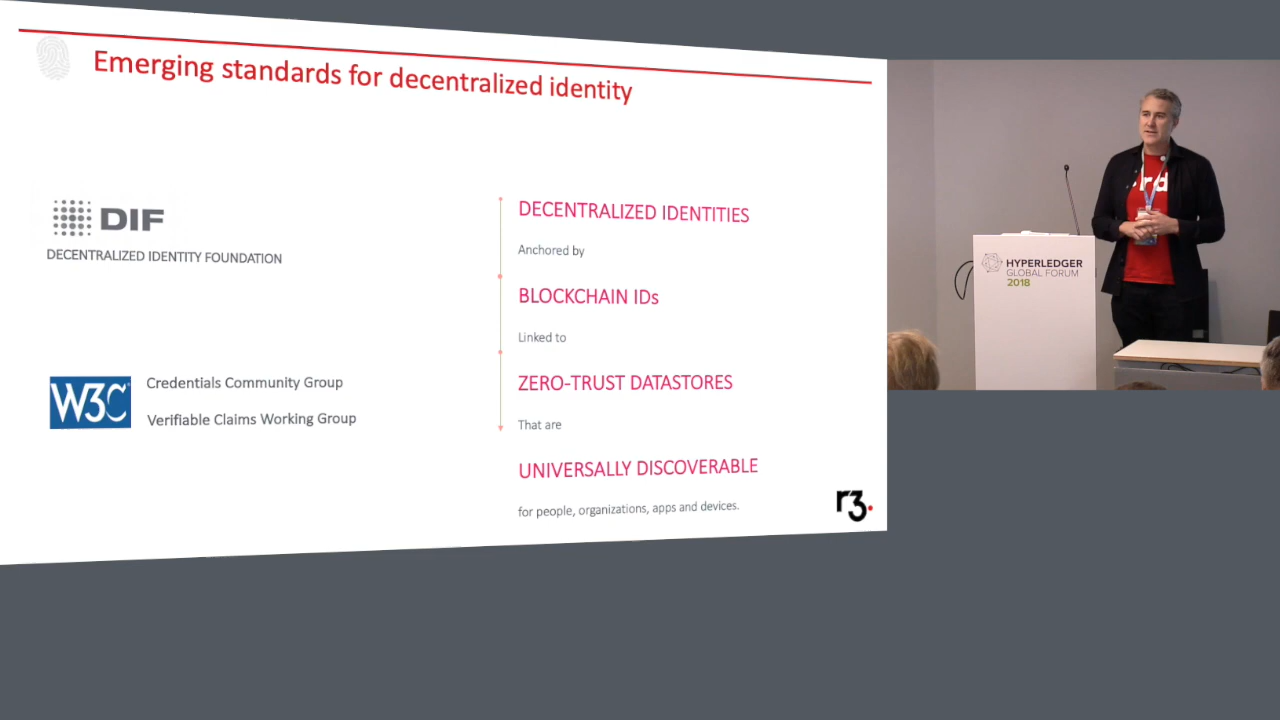 Emerging standards for decentralized identity
DIF
DECENTRALIZED IDENTITY FOUNDATION
W3C
Credentials Community Group
Verifiable Claims Working Group
DECENTRALIZED IDENTITIES
Anchored by
BLOCKCHAIN IDs
Linked to
ZERO-TRUST DATASTORES
That are
UNIVERSALLY DISCOVERABLE
for people, organizations, apps and devices.
r3.
rd
HYPERLEDGER
GLOBAL FORUM
2018